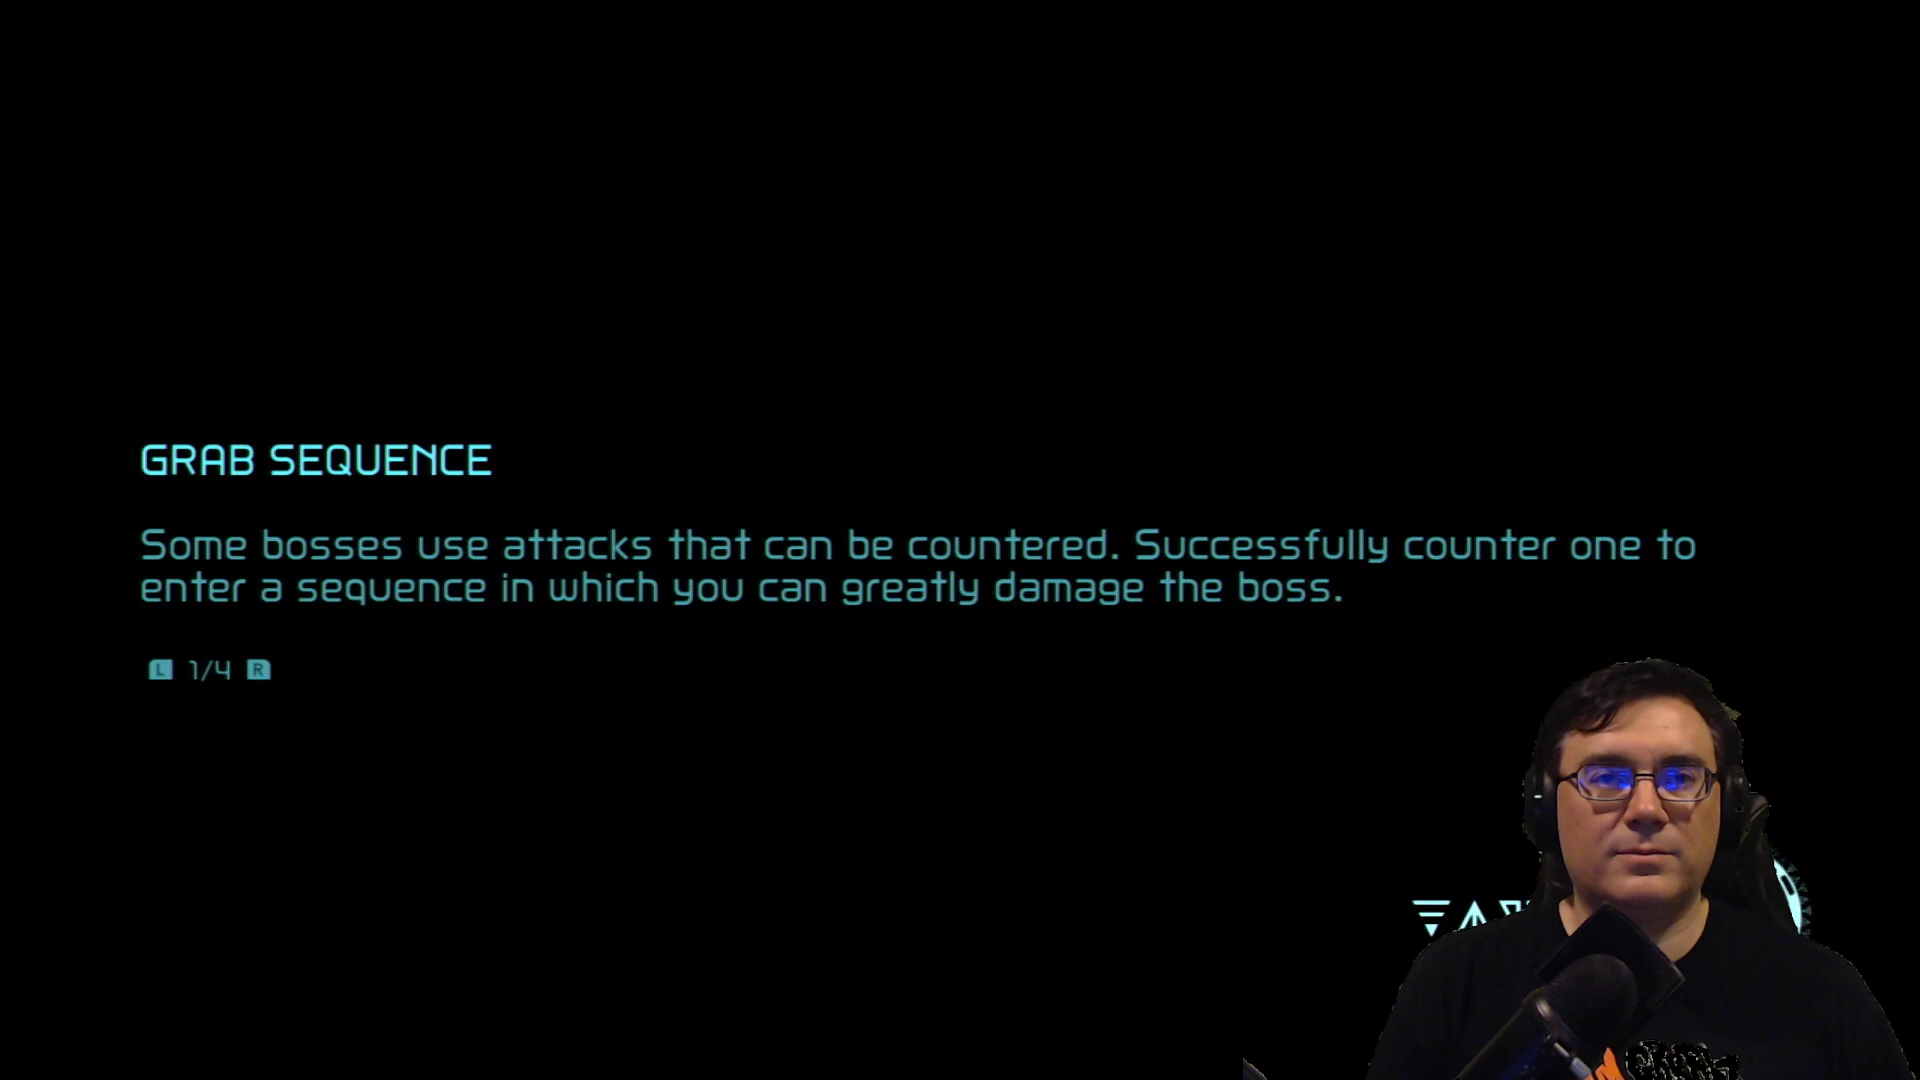 GRAB SEQUENCE
Some bosses use attacks that can be countered. Successfully counter one to
enter a sequence in which you can greatly damage the boss.
L 1/4 R